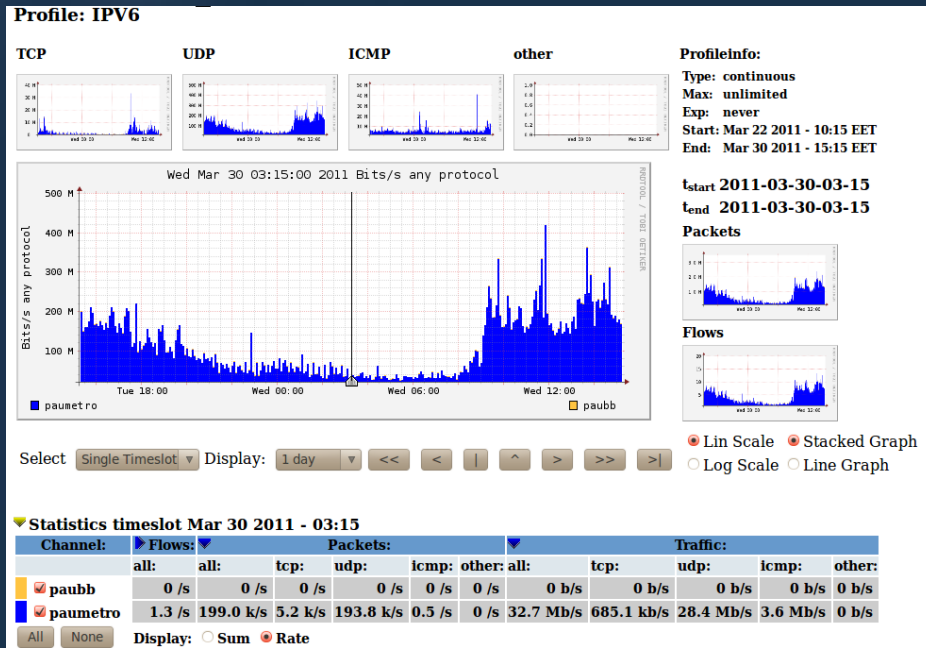 Profile: IPV6
TCP UDP ICMP other Profileinfo:
Type: continuous
Max: unlimited
Exp: never
Start: Mar 22 2011 - 10:15 EET
End: Mar 30 2011 - 15:15 EET
Wed Mar 30 03:15:00 2011 Bits/s any protocol
Bits/s any protocol
500 M
400 M
300 M
200 M
100 M
Tue 18:00 Wed 00:00 Wed 06:00 Wed 12:00
paumetro paubb
RRDTOOL / TOBI OETIKER
tstart 2011-03-30-03-15
tend 2011-03-30-03-15
Packets
Flows
Lin Scale Stacked Graph
Log Scale Line Graph
Select Single Timeslot Display: 1 day << < | ^ > >> >|
Statistics timeslot Mar 30 2011 - 03:15
Channel: Flows: Packets: Traffic:
all: all: tcp: udp: icmp: other: all: tcp: udp: icmp: other:
paubb 0 /s 0 /s 0 /s 0 /s 0 /s 0 /s 0 b/s 0 b/s 0 b/s 0 b/s 0 b/s
paumetro 1.3 /s 199.0 k/s 5.2 k/s 193.8 k/s 0.5 /s 0 /s 32.7 Mb/s 685.1 kb/s 28.4 Mb/s 3.6 Mb/s 0 b/s
All None Display: Sum Rate